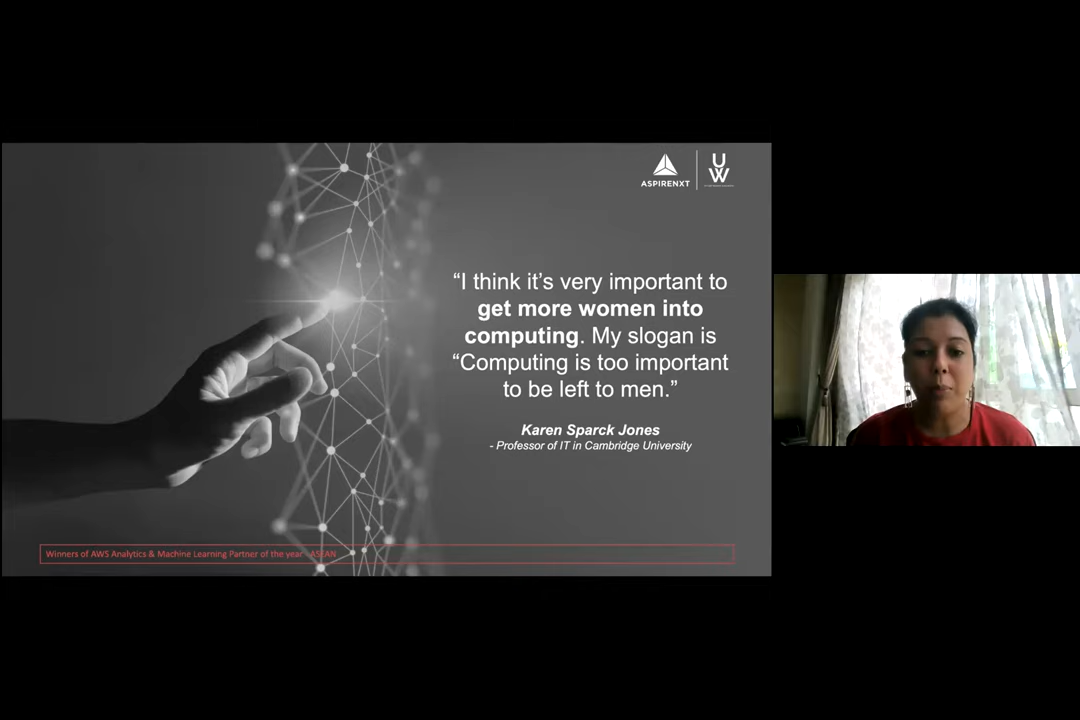 ASPIRENXT
UW
“I think it’s very important to
get more women into
computing. My slogan is
“Computing is too important
to be left to men.”
Karen Sparck Jones
- Professor of IT in Cambridge University
Winners of AWS Analytics & Machine Learning Partner of the year - ASEAN